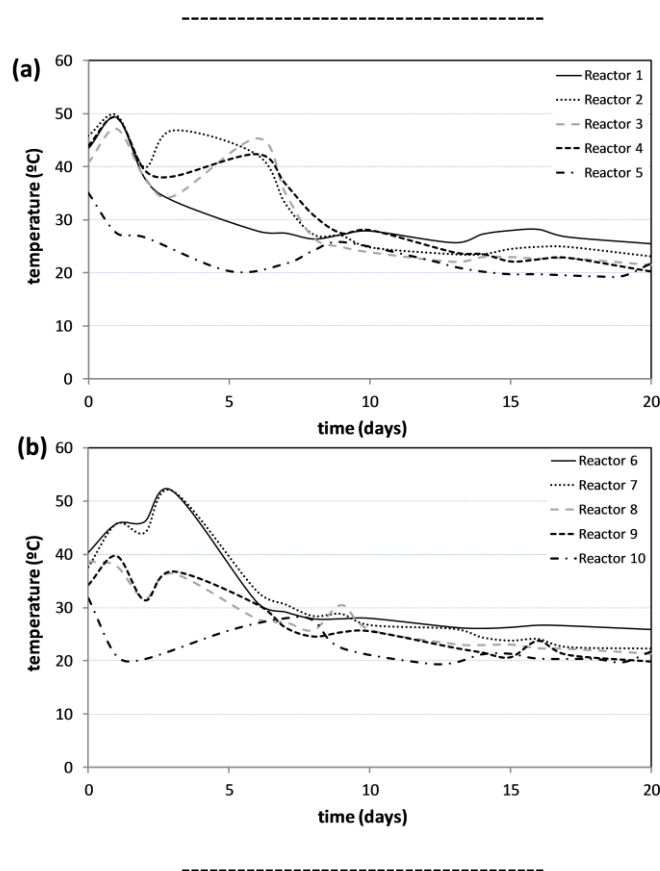 (a)
60
50
40
30
20
10
0
temperature (ºC)
Reactor 1
Reactor 2
Reactor 3
Reactor 4
Reactor 5
0 5 10 15 20
time (days)
(b)
60
50
40
30
20
10
0
temperature (ºC)
Reactor 6
Reactor 7
Reactor 8
Reactor 9
Reactor 10
0 5 10 15 20
time (days)